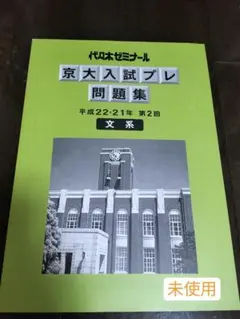 代々木ゼミナール
京大入試プレ
問題集
平成22・21年 第2回
文系
未使用